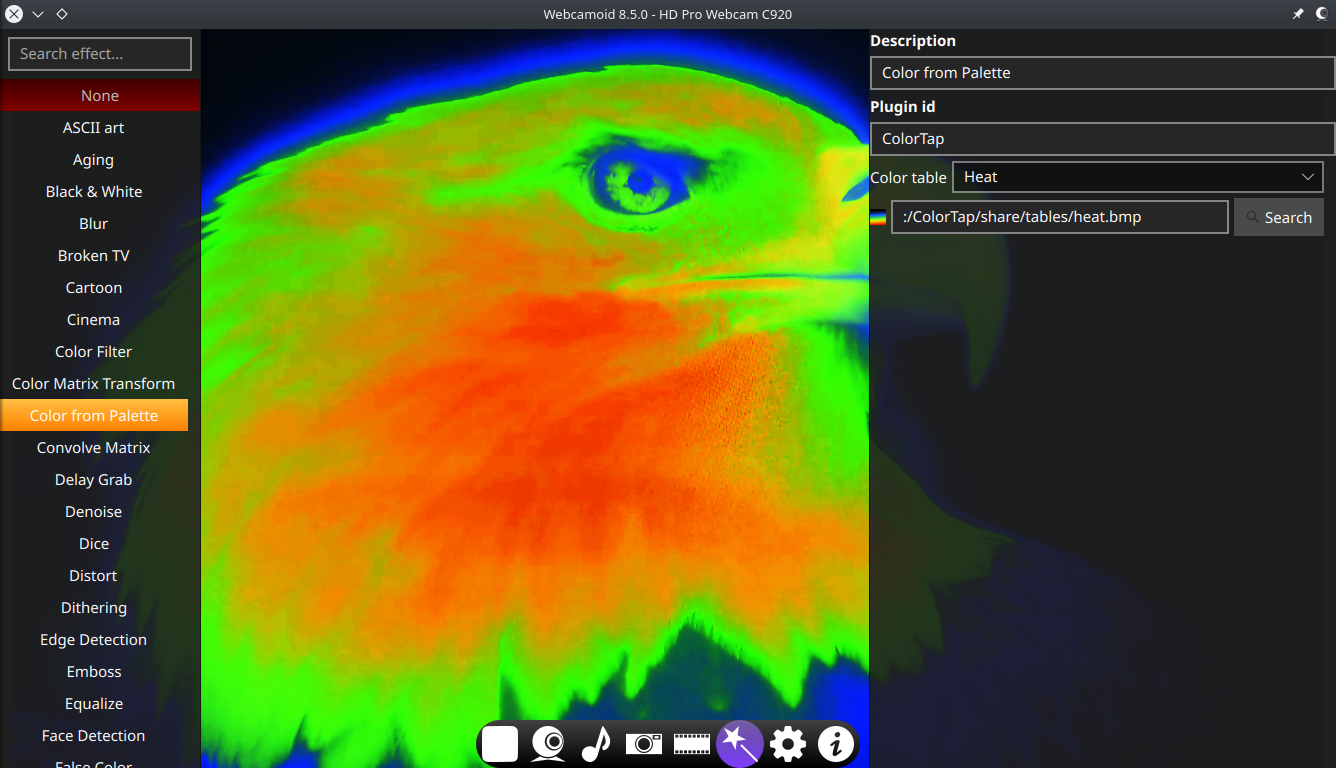 Webcamoid 8.5.0 - HD Pro Webcam C920
Search effect...
None
ASCII art
Aging
Black & White
Blur
Broken TV
Cartoon
Cinema
Color Filter
Color Matrix Transform
Color from Palette
Convolve Matrix
Delay Grab
Denoise
Dice
Distort
Dithering
Edge Detection
Emboss
Equalize
Face Detection
False Color
Description
Color from Palette
Plugin id
ColorTap
Color table Heat
:/ColorTap/share/tables/heat.bmp Search